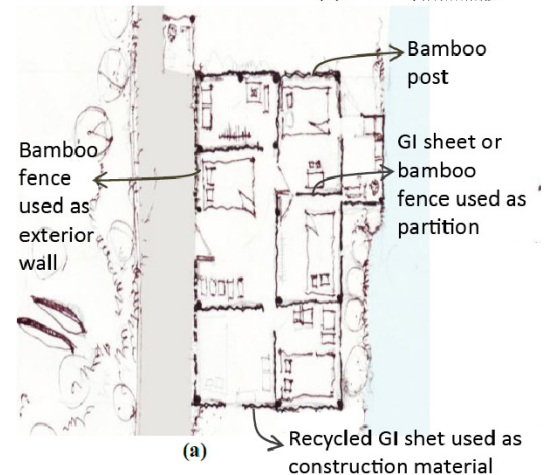 Bamboo
post
GI sheet or
bamboo
fence used as
partition
Bamboo
fence
used as
exterior
wall
(a)
Recycled GI shet used as
construction material